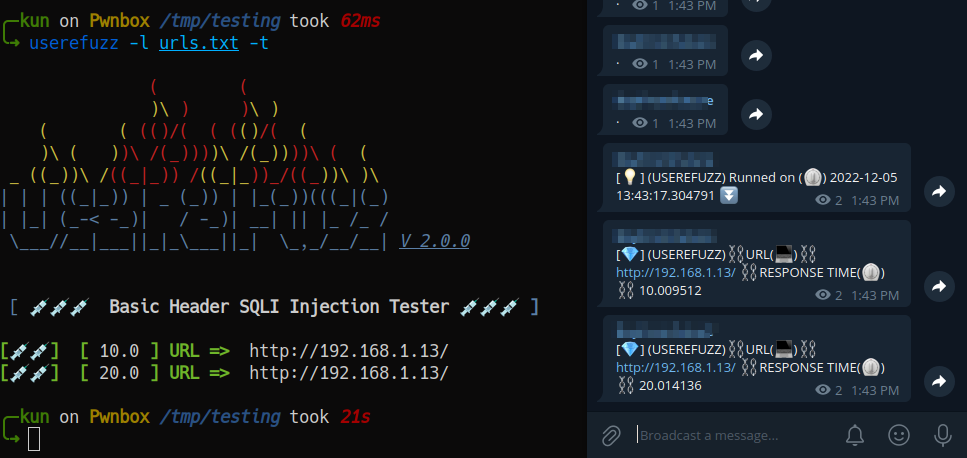 kun on Pwnbox /tmp/testing took 62ms
userefuzz -l urls.txt -t
V 2.0.0
[ 💉💉💉 Basic Header SQLI Injection Tester 💉💉💉 ]
[💉💉] [ 10.0 ] URL => http://192.168.1.13/
[💉💉] [ 20.0 ] URL => http://192.168.1.13/
kun on Pwnbox /tmp/testing took 21s
1 1:43 PM
1 1:43 PM
e
1 1:43 PM
[💡] (USEREFUZZ) Runned on (⏲) 2022-12-05
13:43:17.304791 ⏬
2 1:43 PM
[💎] (USEREFUZZ) ⛓URL(💻) ⛓
http://192.168.1.13/ ⛓RESPONSE TIME(⏲)
⛓ 10.009512
2 1:43 PM
[💎] (USEREFUZZ) ⛓URL(💻) ⛓
http://192.168.1.13/ ⛓RESPONSE TIME(⏲)
⛓ 20.014136
2 1:43 PM
Broadcast a message...